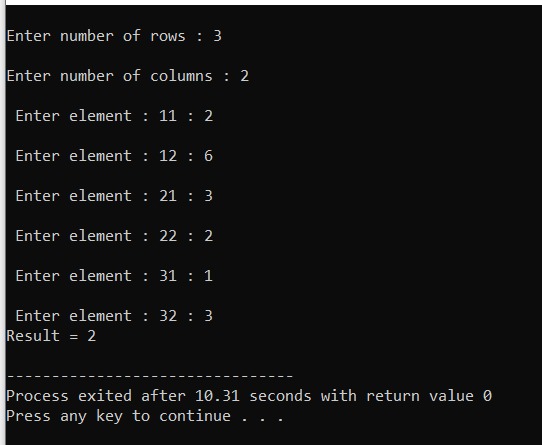 Enter number of rows : 3
Enter number of columns : 2
Enter element : 11 : 2
Enter element : 12 : 6
Enter element : 21 : 3
Enter element : 22 : 2
Enter element : 31 : 1
Enter element : 32 : 3
Result = 2
--------------------------------
Process exited after 10.31 seconds with return value 0
Press any key to continue . . .